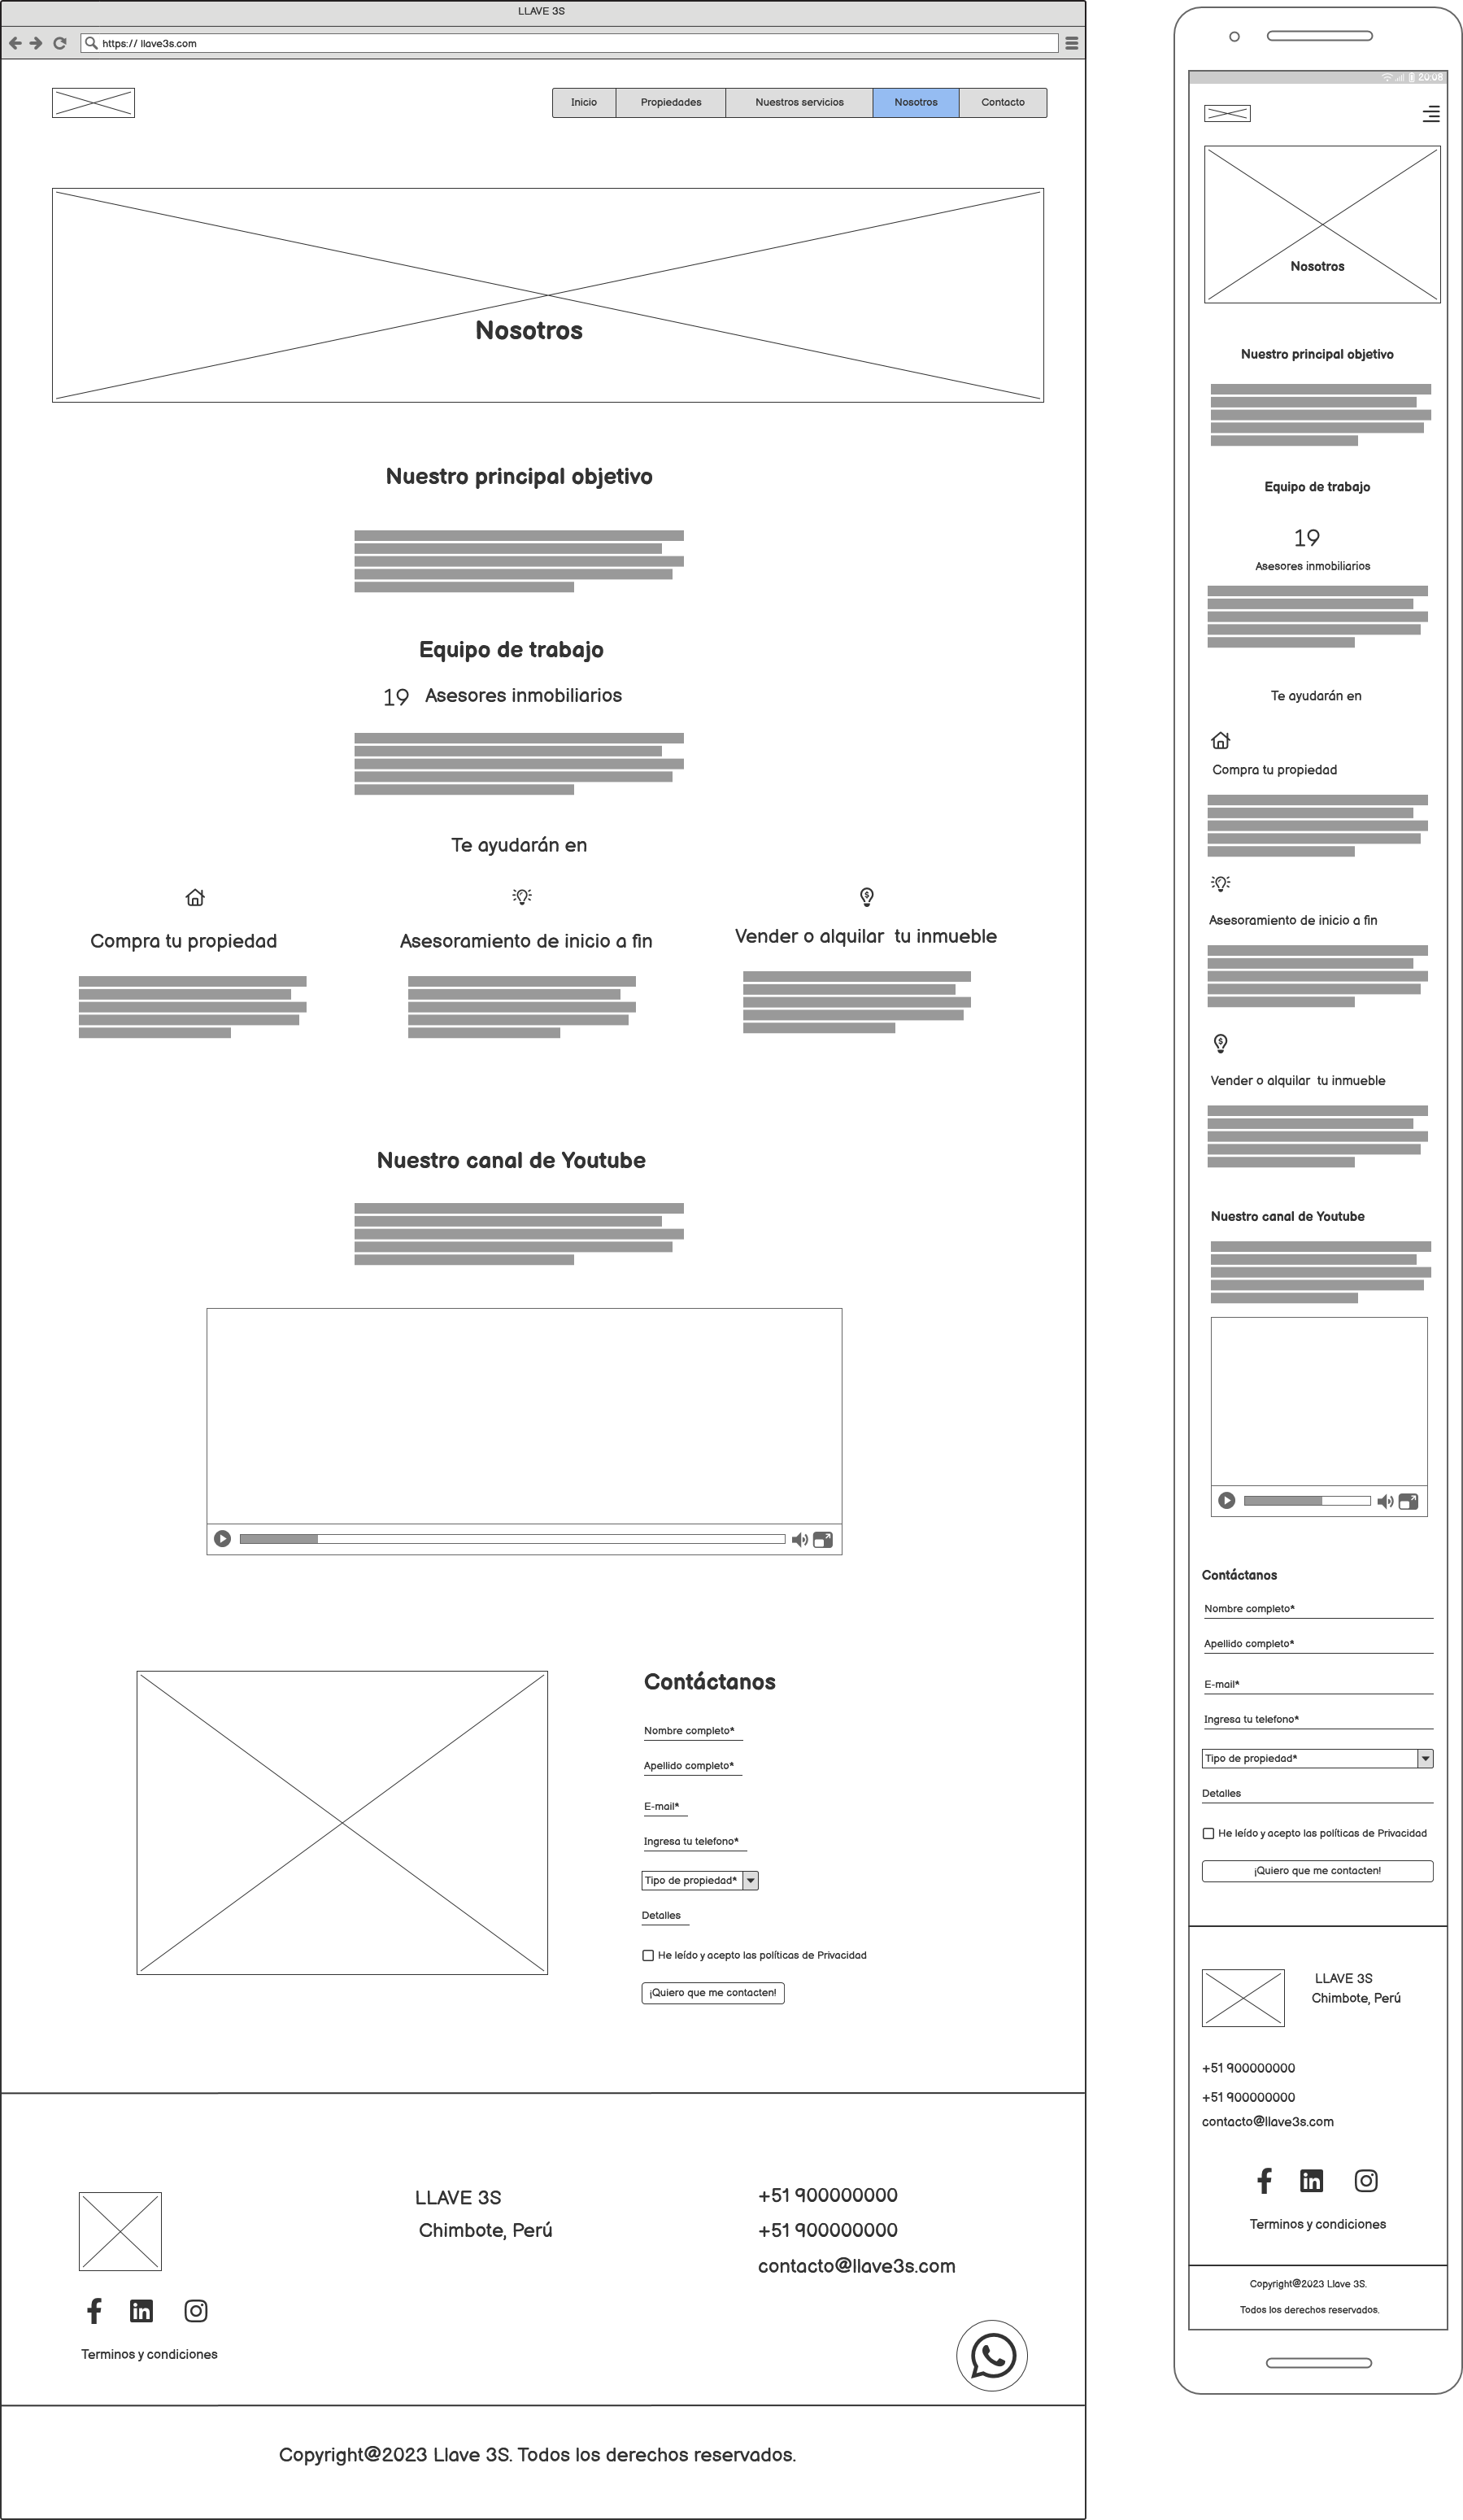 LLAVE 3S
https:// llave3s.com
Inicio
Propiedades
Nuestros servicios
Nosotros
Contacto
Nosotros
Nuestro principal objetivo
Equipo de trabajo
19 Asesores inmobiliarios
Te ayudarán en
Compra tu propiedad
Asesoramiento de inicio a fin
Vender o alquilar tu inmueble
Nuestro canal de Youtube
Contáctanos
Nombre completo*
Apellido completo*
E-mail*
Ingresa tu telefono*
Tipo de propiedad*
Detalles
He leído y acepto las políticas de Privacidad
¡Quiero que me contacten!
Terminos y condiciones
LLAVE 3S
Chimbote, Perú
+51 900000000
+51 900000000
contacto@llave3s.com
Copyright@2023 Llave 3S. Todos los derechos reservados.
20:08
Nosotros
Nuestro principal objetivo
Equipo de trabajo
19
Asesores inmobiliarios
Te ayudarán en
Compra tu propiedad
Asesoramiento de inicio a fin
Vender o alquilar tu inmueble
Nuestro canal de Youtube
Contáctanos
Nombre completo*
Apellido completo*
E-mail*
Ingresa tu telefono*
Tipo de propiedad*
Detalles
He leído y acepto las políticas de Privacidad
¡Quiero que me contacten!
LLAVE 3S
Chimbote, Perú
+51 900000000
+51 900000000
contacto@llave3s.com
Terminos y condiciones
Copyright@2023 Llave 3S.
Todos los derechos reservados.